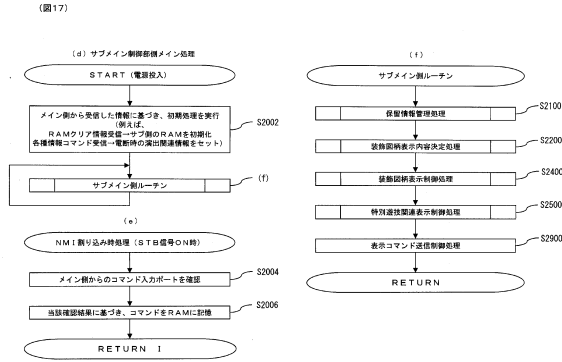 (図17)
(d) サブメイン制御部側メイン処理
START (電源投入)
メイン側から受信した情報に基づき、初期処理を実行
(例えば、
RAMクリア情報受信→サブ側のRAMを初期化
各種情報コマンド受信→電断時の演出関連情報をセット)
S2002
サブメイン側ルーチン
(f)
(e)
NMI割り込み時処理 (STB信号ON時)
メイン側からのコマンド入力ポートを確認
S2004
当該確認結果に基づき、コマンドをRAMに記憶
S2006
RETURN I
(f)
サブメイン側ルーチン
保留情報管理処理
S2100
装飾図柄表示内容決定処理
S2200
装飾図柄表示制御処理
S2400
特別遊技関連表示制御処理
S2500
表示コマンド送信制御処理
S2900
RETURN